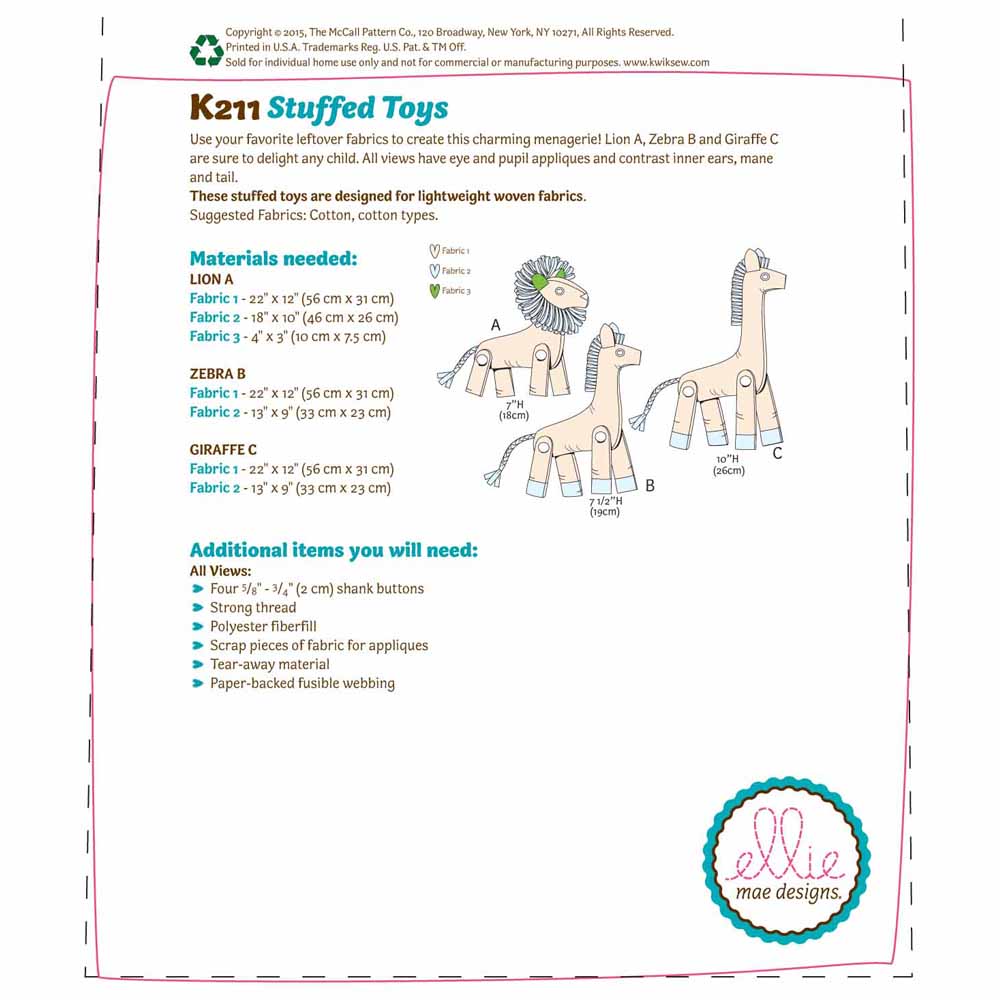 Copyright © 2015, The McCall Pattern Co., 120 Broadway, New York, NY 10271, All Rights Reserved.
Printed in U.S.A. Trademarks Reg. U.S. Pat. & TM Off.
Sold for individual home use only and not for commercial or manufacturing purposes. www.kwiksew.com
K211 Stuffed Toys
Use your favorite leftover fabrics to create this charming menagerie! Lion A, Zebra B and Giraffe C
are sure to delight any child. All views have eye and pupil appliques and contrast inner ears, mane
and tail.
These stuffed toys are designed for lightweight woven fabrics.
Suggested Fabrics: Cotton, cotton types.
Materials needed:
LION A
Fabric 1 - 22" x 12" (56 cm x 31 cm)
Fabric 2 - 18" x 10" (46 cm x 26 cm)
Fabric 3 - 4" x 3" (10 cm x 7.5 cm)
ZEBRA B
Fabric 1 - 22" x 12" (56 cm x 31 cm)
Fabric 2 - 13" x 9" (33 cm x 23 cm)
GIRAFFE C
Fabric 1 - 22" x 12" (56 cm x 31 cm)
Fabric 2 - 13" x 9" (33 cm x 23 cm)
Fabric 1
Fabric 2
Fabric 3
A
7"H
(18cm)
B
7 1/2"H
(19cm)
C
10"H
(26cm)
Additional items you will need:
All Views:
Four 5/8" - 3/4" (2 cm) shank buttons
Strong thread
Polyester fiberfill
Scrap pieces of fabric for appliques
Tear-away material
Paper-backed fusible webbing
ellie
mae designs.